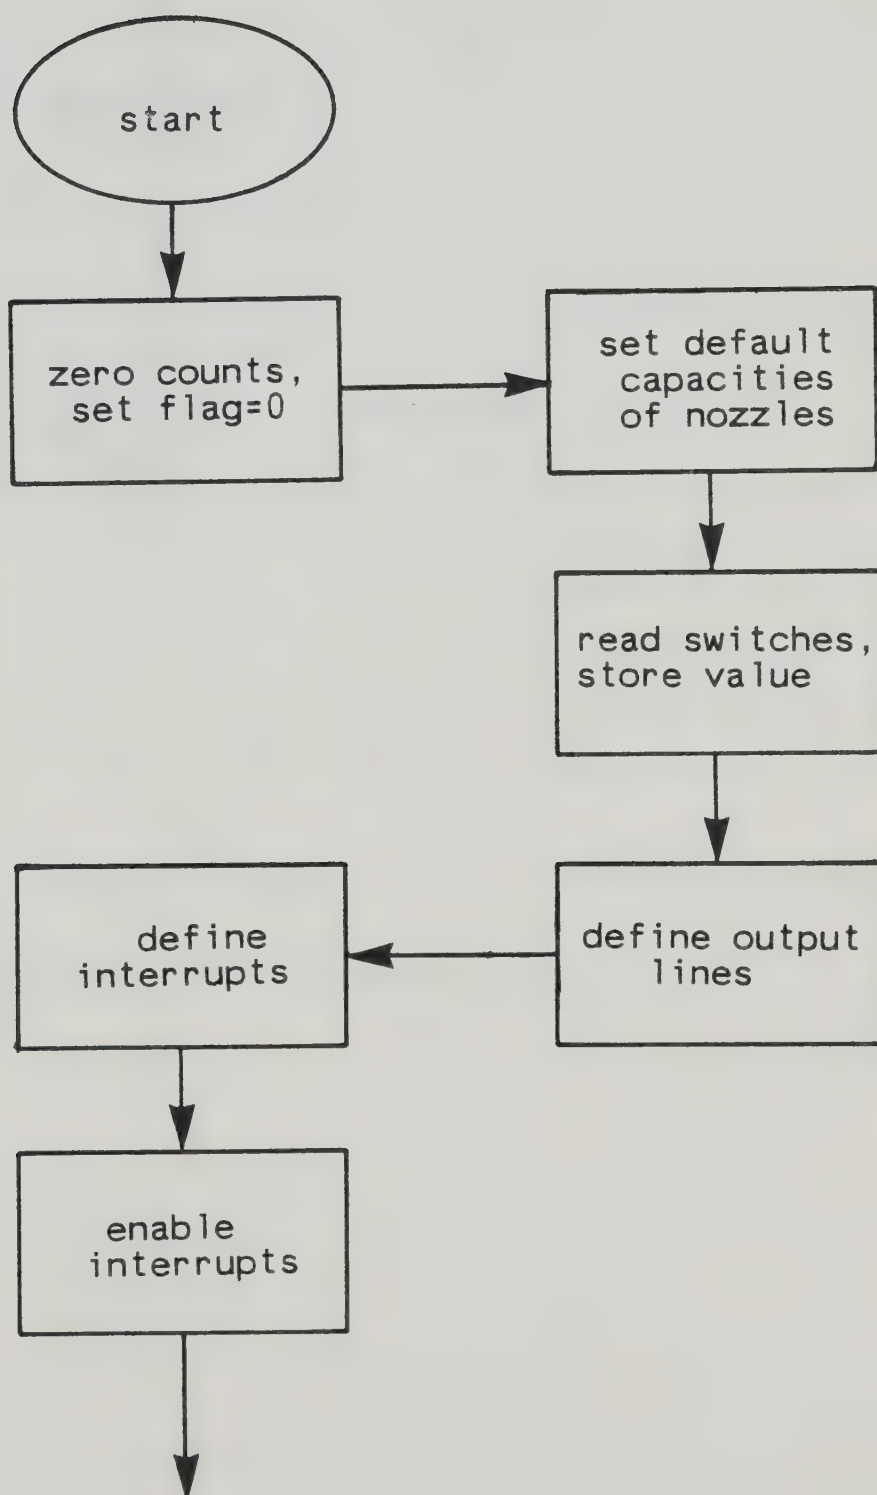 start
zero counts,
set flag=0
set default
capacities
of nozzles
read switches,
store value
define output
lines
define
interrupts
enable
interrupts